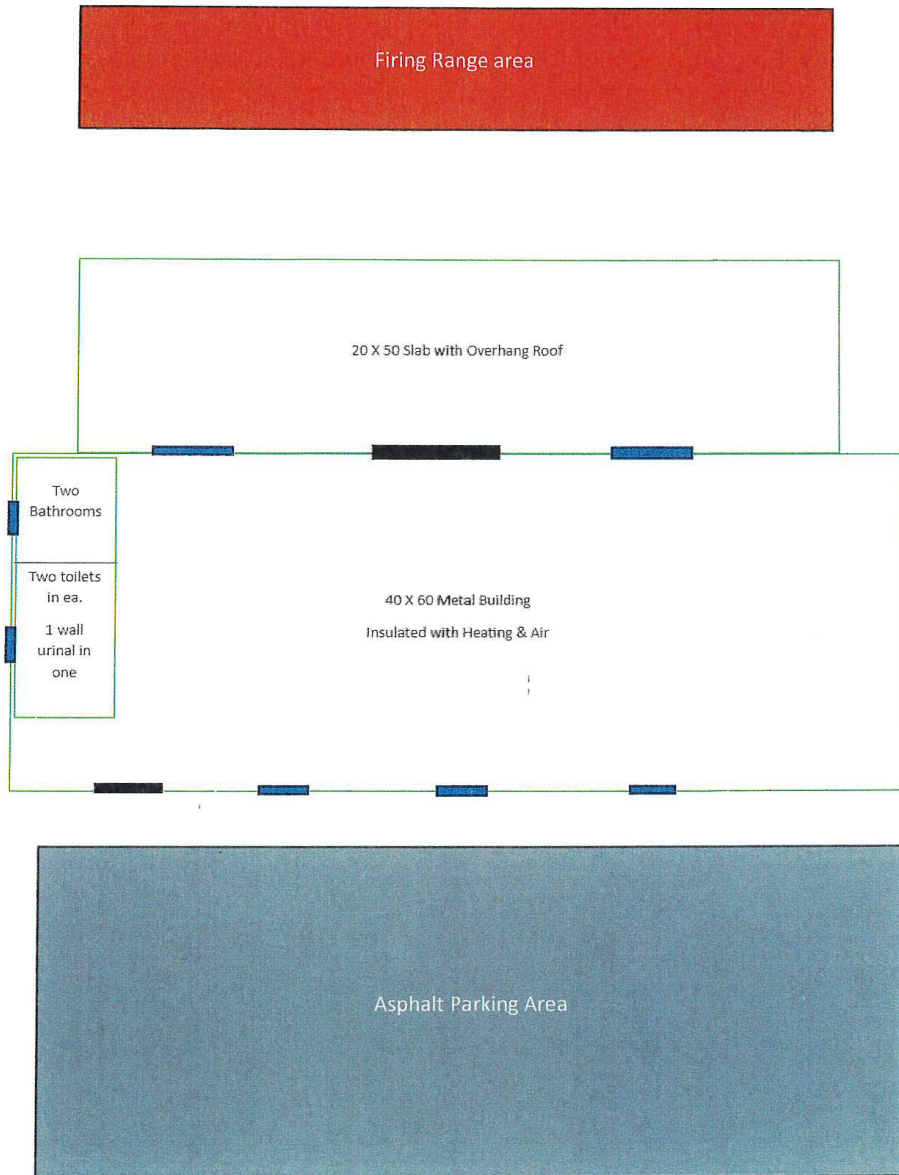 Firing Range area
20 X 50 Slab with Overhang Roof
Two
Bathrooms
Two toilets
in ea.
1 wall
urinal in
one
40 X 60 Metal Building
Insulated with Heating & Air
Asphalt Parking Area